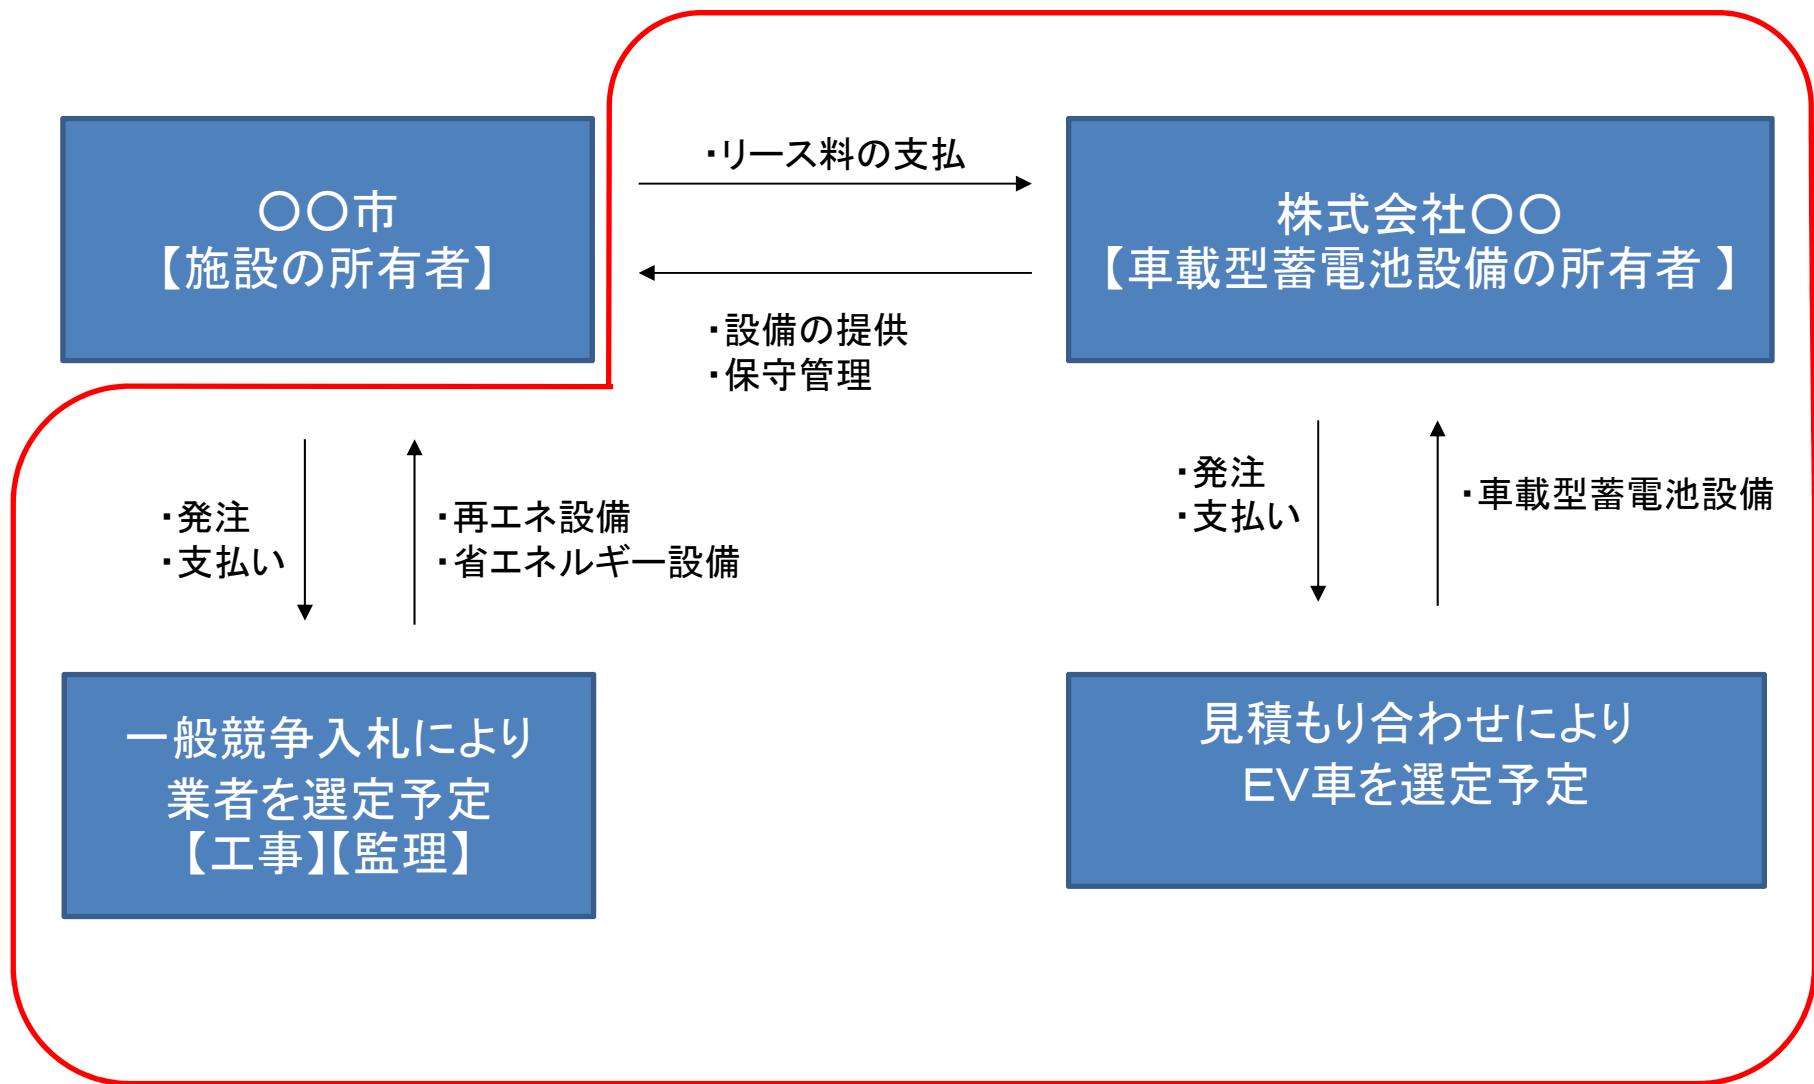 〇〇市
【施設の所有者】
・リース料の支払
・設備の提供
・保守管理
株式会社〇〇
【車載型蓄電池設備の所有者 】
・発注
・支払い
・再エネ設備
・省エネルギー設備
・発注
・支払い
・車載型蓄電池設備
一般競争入札により
業者を選定予定
【工事】【監理】
見積もり合わせにより
ＥＶ車を選定予定